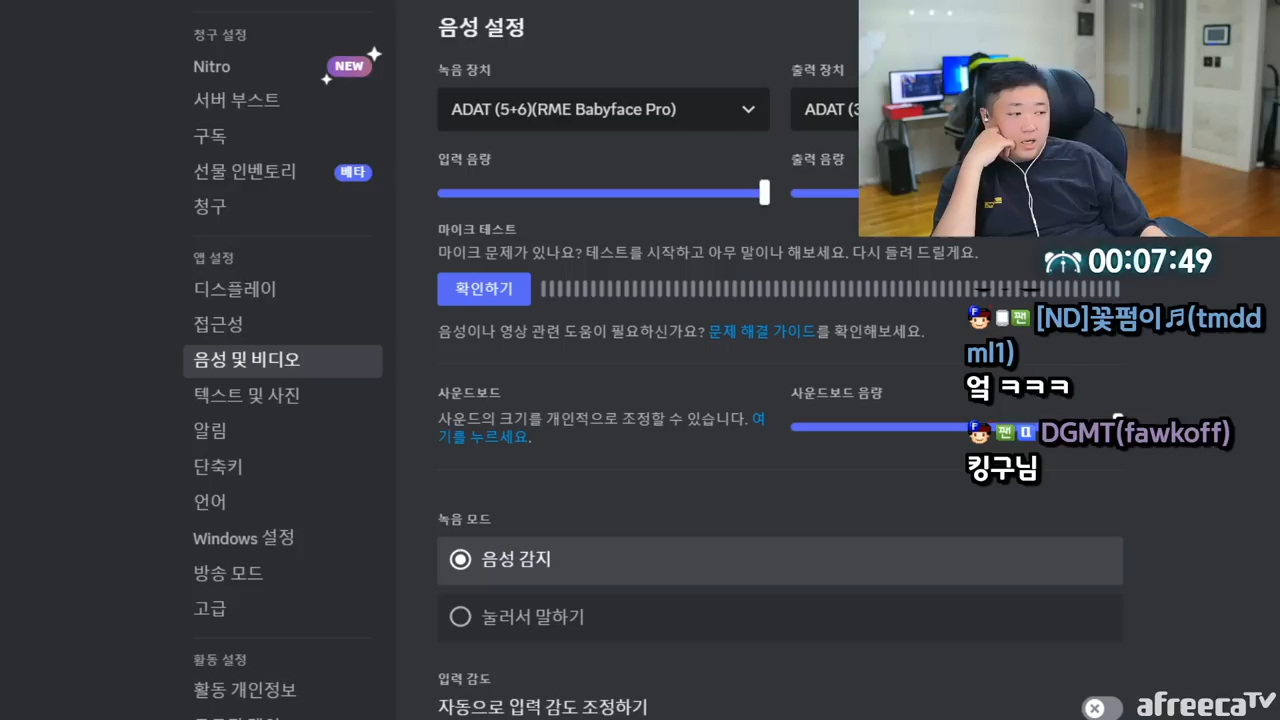 청구 설정
Nitro
NEW
서버 부스트
구독
선물 인벤토리
베타
청구
앱 설정
디스플레이
접근성
음성 및 비디오
텍스트 및 사진
알림
단축키
언어
Windows 설정
방송 모드
고급
활동 설정
활동 개인정보
음성 설정
녹음 장치
출력 장치
ADAT (5+6)(RME Babyface Pro)
ADAT (3
입력 음량
출력 음량
마이크 테스트
마이크 문제가 있나요? 테스트를 시작하고 아무 말이나 해보세요. 다시 들려 드릴게요.
확인하기
음성이나 영상 관련 도움이 필요하신가요? 문제 해결 가이드를 확인해보세요.
사운드보드
사운드보드 음량
사운드의 크기를 개인적으로 조정할 수 있습니다. 여
기를 누르세요.
녹음 모드
음성 감지
눌러서 말하기
입력 감도
자동으로 입력 감도 조정하기
00:07:49
팬 [ND]꽃펌이♬(tmdd
ml1)
엌 ㅋㅋㅋ
팬 DGMT(fawkoff)
킹구님
afreecaTV